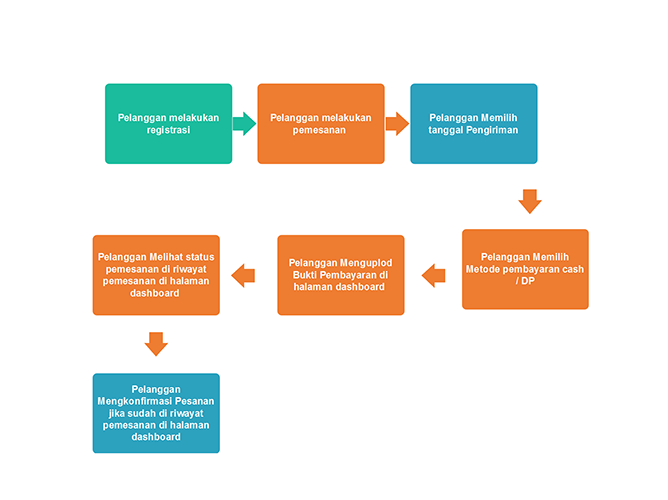 Pelanggan melakukan
registrasi
Pelanggan melakukan
pemesanan
Pelanggan Memilih
tanggal Pengiriman
Pelanggan Memilih
Metode pembayaran cash
/ DP
Pelanggan Menguplod
Bukti Pembayaran di
halaman dashboard
Pelanggan Melihat status
pemesanan di riwayat
pemesanan di halaman
dashboard
Pelanggan
Mengkonfirmasi Pesanan
jika sudah di riwayat
pemesanan di halaman
dashboard